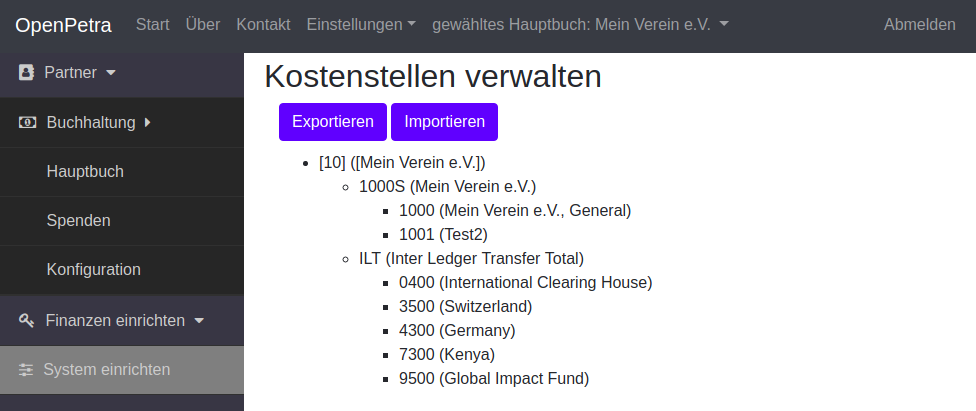 OpenPetra Start Über Kontakt Einstellungen gewähltes Hauptbuch: Mein Verein e.V. Abmelden
Partner
Buchhaltung
Hauptbuch
Spenden
Konfiguration
Finanzen einrichten
System einrichten
Kostenstellen verwalten
Exportieren Importieren
[10] ([Mein Verein e.V.])
1000S (Mein Verein e.V.)
1000 (Mein Verein e.V., General)
1001 (Test2)
ILT (Inter Ledger Transfer Total)
0400 (International Clearing House)
3500 (Switzerland)
4300 (Germany)
7300 (Kenya)
9500 (Global Impact Fund)